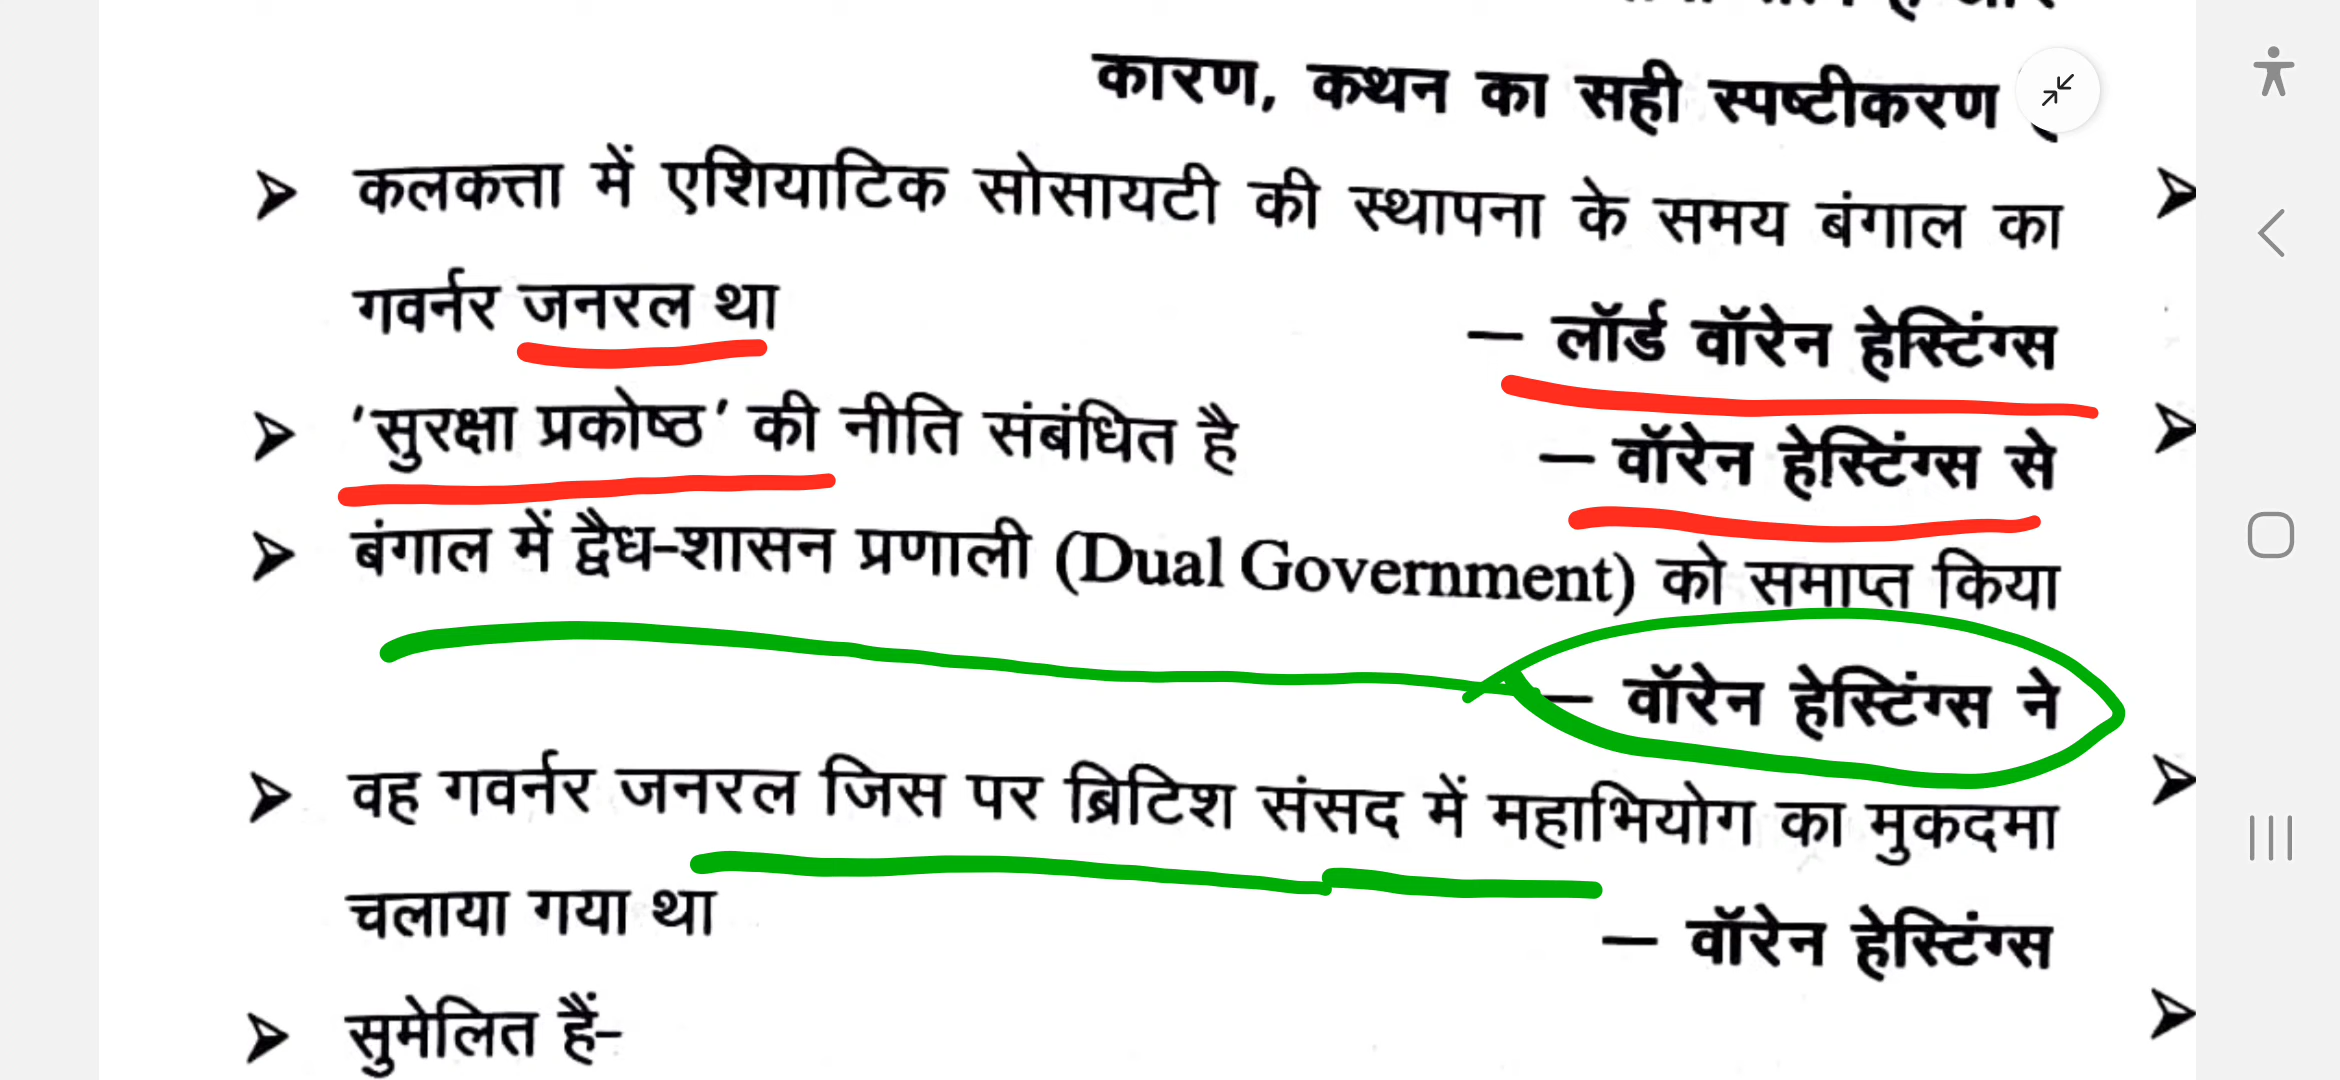 कारण, कथन का सही स्पष्टीकरण
➤ कलकत्ता में एशियाटिक सोसायटी की स्थापना के समय बंगाल का
गवर्नर जनरल था – लॉर्ड वॉरेन हेस्टिंग्स
➤ 'सुरक्षा प्रकोष्ठ' की नीति संबंधित है – वॉरेन हेस्टिंग्स से
➤ बंगाल में द्वैध-शासन प्रणाली (Dual Government) को समाप्त किया
– वॉरेन हेस्टिंग्स ने
➤ वह गवर्नर जनरल जिस पर ब्रिटिश संसद में महाभियोग का मुकदमा
चलाया गया था – वॉरेन हेस्टिंग्स
➤ सुमेलित हैं-